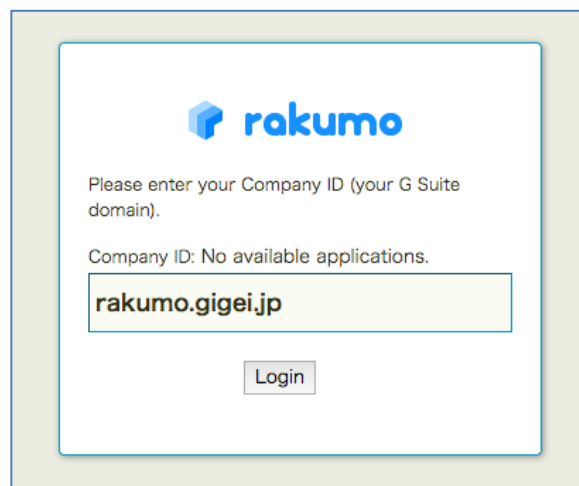 rakumo
Please enter your Company ID (your G Suite
domain).
Company ID: No available applications.
rakumo.gigei.jp
Login